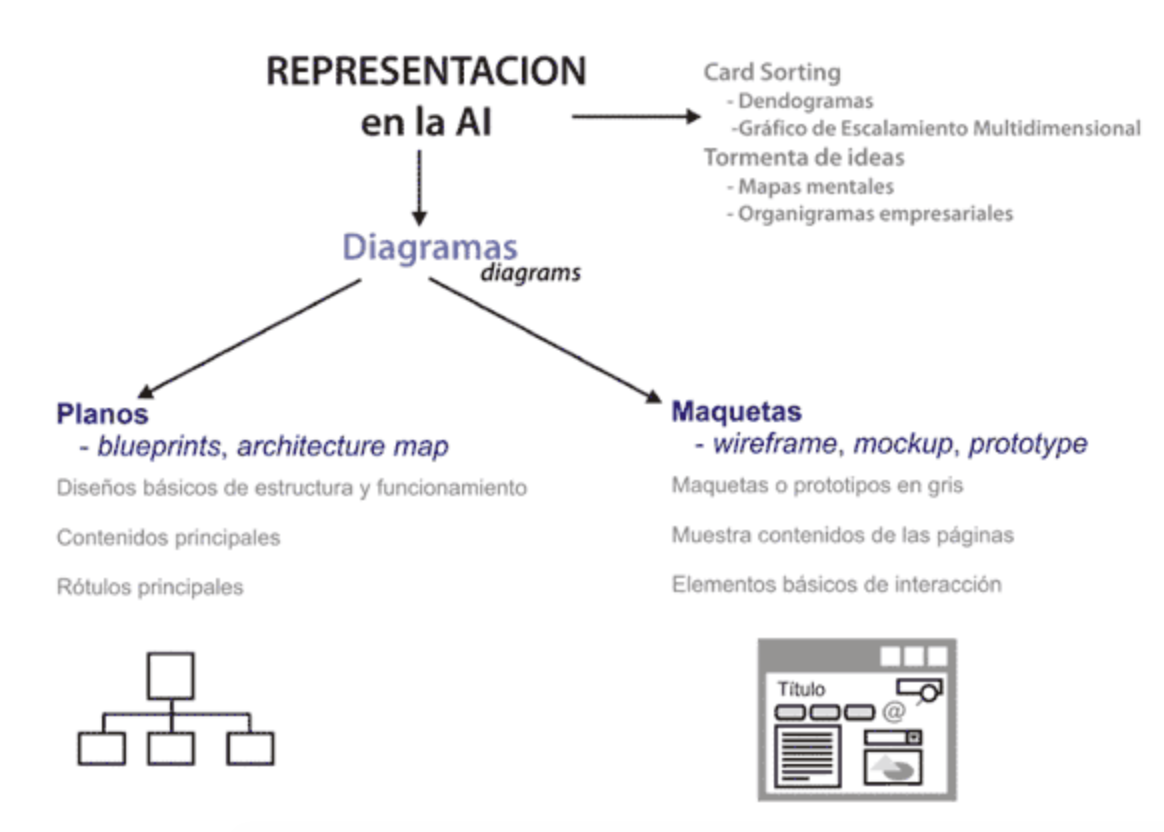 REPRESENTACION
en la AI
Card Sorting
- Dendogramas
-Gráfico de Escalamiento Multidimensional
Tormenta de ideas
- Mapas mentales
- Organigramas empresariales
Diagramas
diagrams
Planos
- blueprints, architecture map
Diseños básicos de estructura y funcionamiento
Contenidos principales
Rótulos principales
Maquetas
- wireframe, mockup, prototype
Maquetas o prototipos en gris
Muestra contenidos de las páginas
Elementos básicos de interacción
Título
@